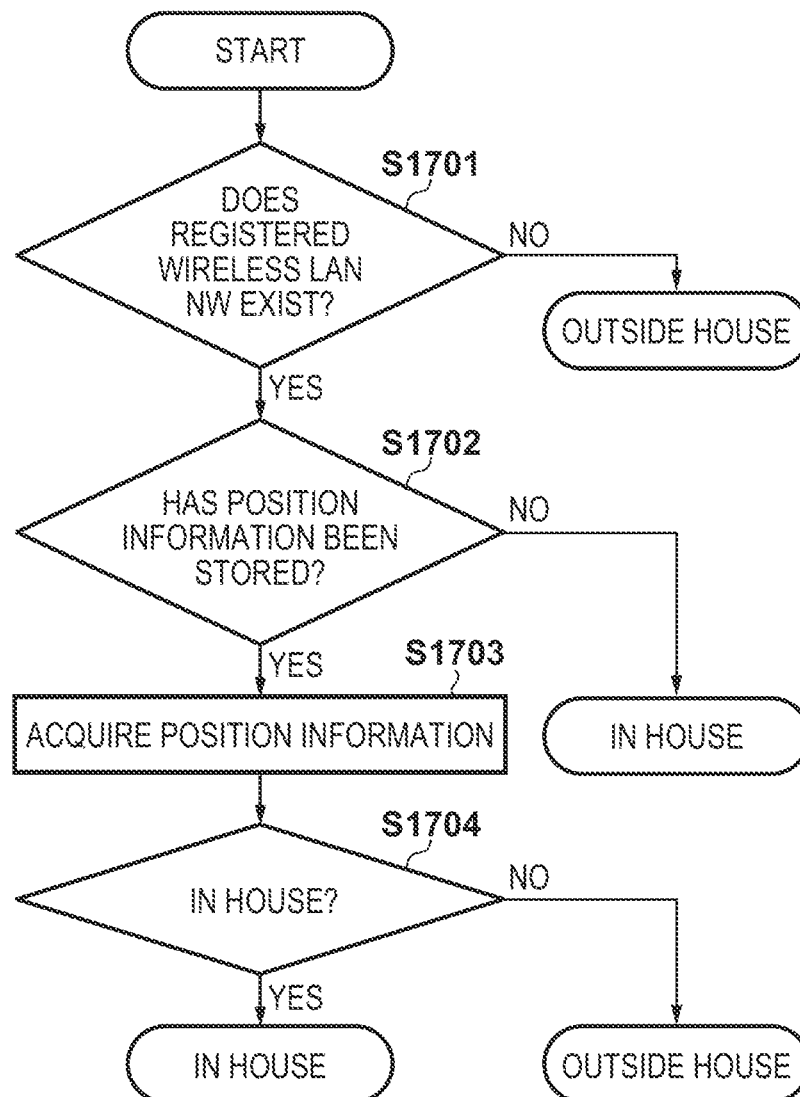 START
S1701
DOES
REGISTERED
WIRELESS LAN
NW EXIST?
NO
OUTSIDE HOUSE
YES
S1702
HAS POSITION
INFORMATION BEEN
STORED?
NO
YES
S1703
ACQUIRE POSITION INFORMATION
IN HOUSE
S1704
IN HOUSE?
NO
YES
IN HOUSE
OUTSIDE HOUSE